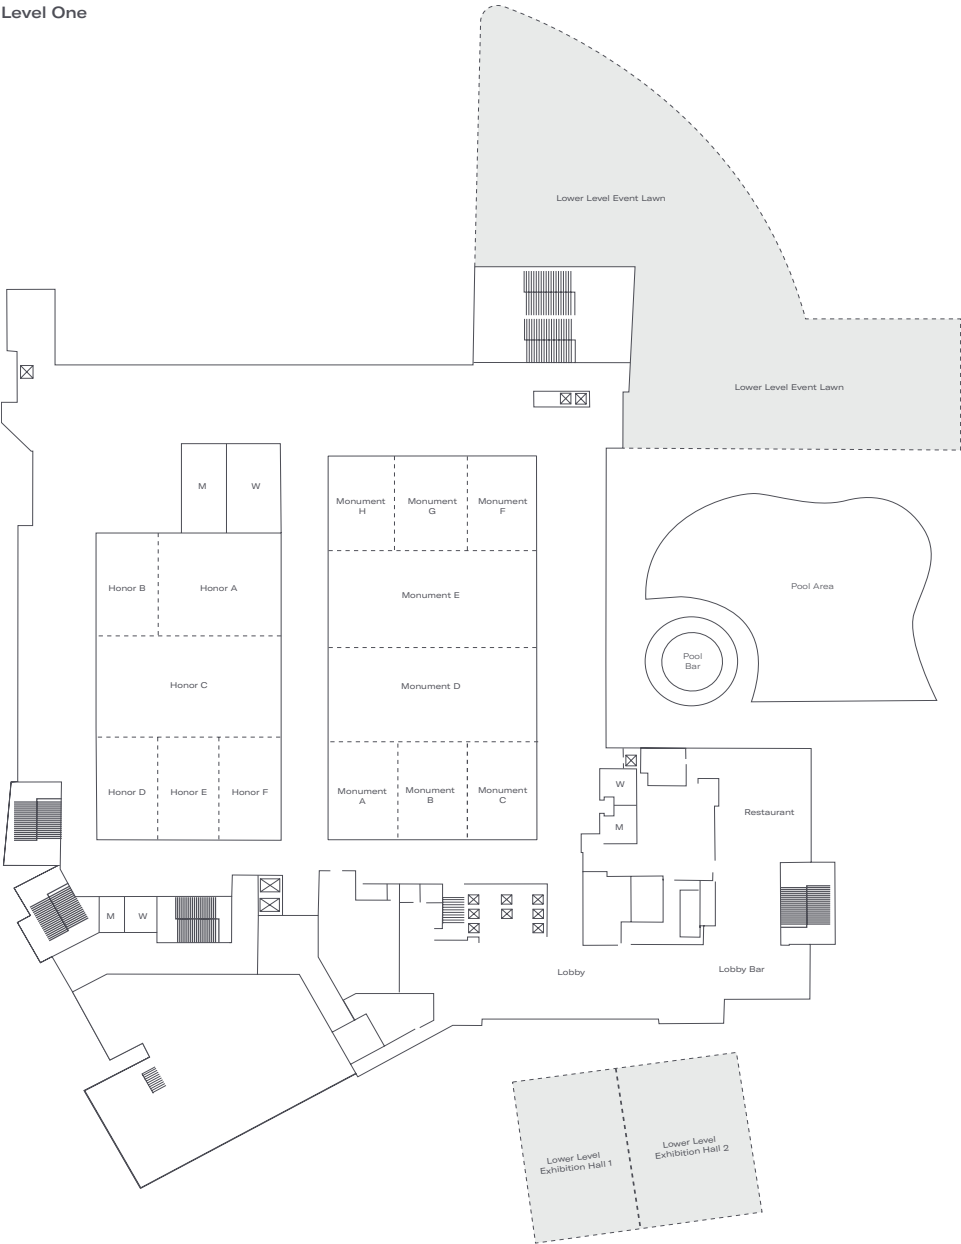 Level One
Lower Level Event Lawn
Lower Level Event Lawn
M
W
Monument
H
Monument
G
Monument
F
Honor B
Honor A
Monument E
Pool Area
Pool
Bar
Honor C
Monument D
Honor D
Honor E
Honor F
Monument
A
Monument
B
Monument
C
W
M
Restaurant
M
W
Lobby
Lobby Bar
Lower Level
Exhibition Hall 1
Lower Level
Exhibition Hall 2